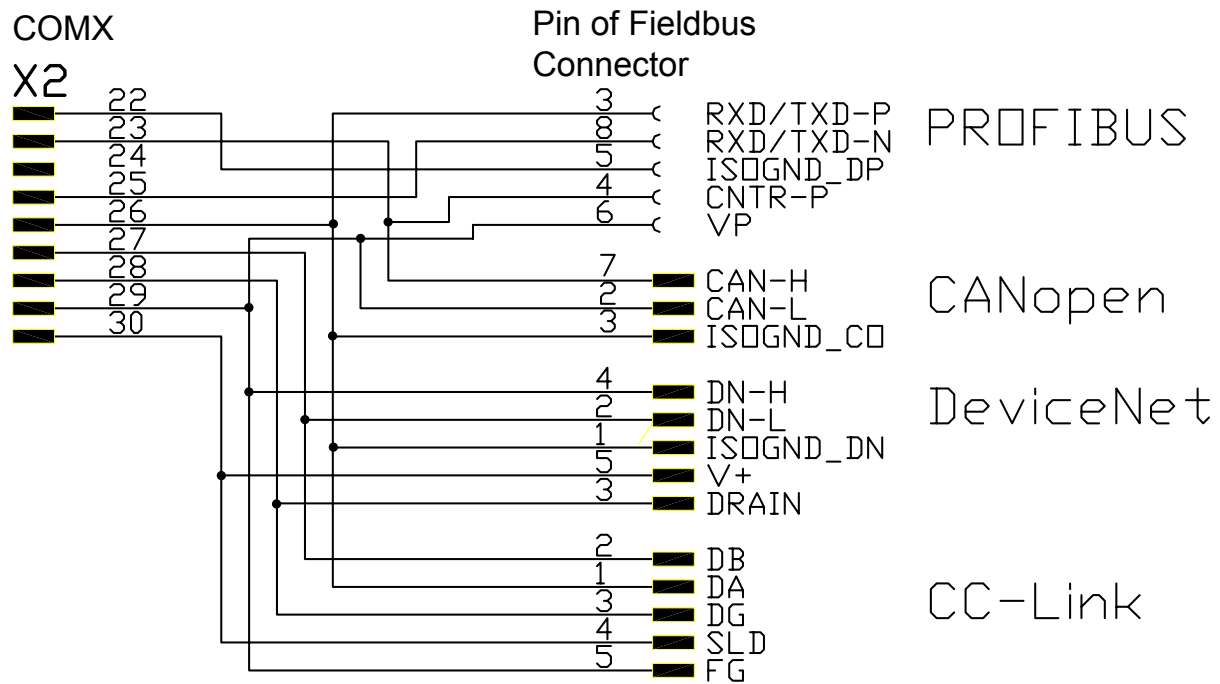 COMX
Pin of Fieldbus
Connector
X2
22
23
24
25
26
27
28
29
30
3 RXD/TXD-P
8 RXD/TXD-N
5 ISOGND_DP
4 CNTR-P
6 VP
PROFIBUS
7 CAN-H
2 CAN-L
3 ISOGND_CO
CANopen
4 DN-H
2 DN-L
1 ISOGND_DN
5 V+
3 DRAIN
DeviceNet
2 DB
1 DA
3 DG
4 SLD
5 FG
CC-Link